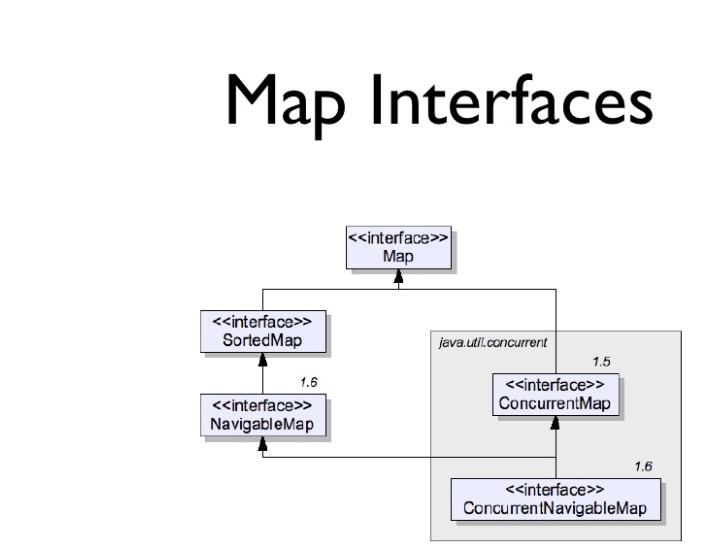 Map Interfaces
<<interface>>
Map
<<interface>>
SortedMap
java.util.concurrent
1.5
1.6
<<interface>>
ConcurrentMap
<<interface>>
NavigableMap
1.6
<<interface>>
ConcurrentNavigableMap